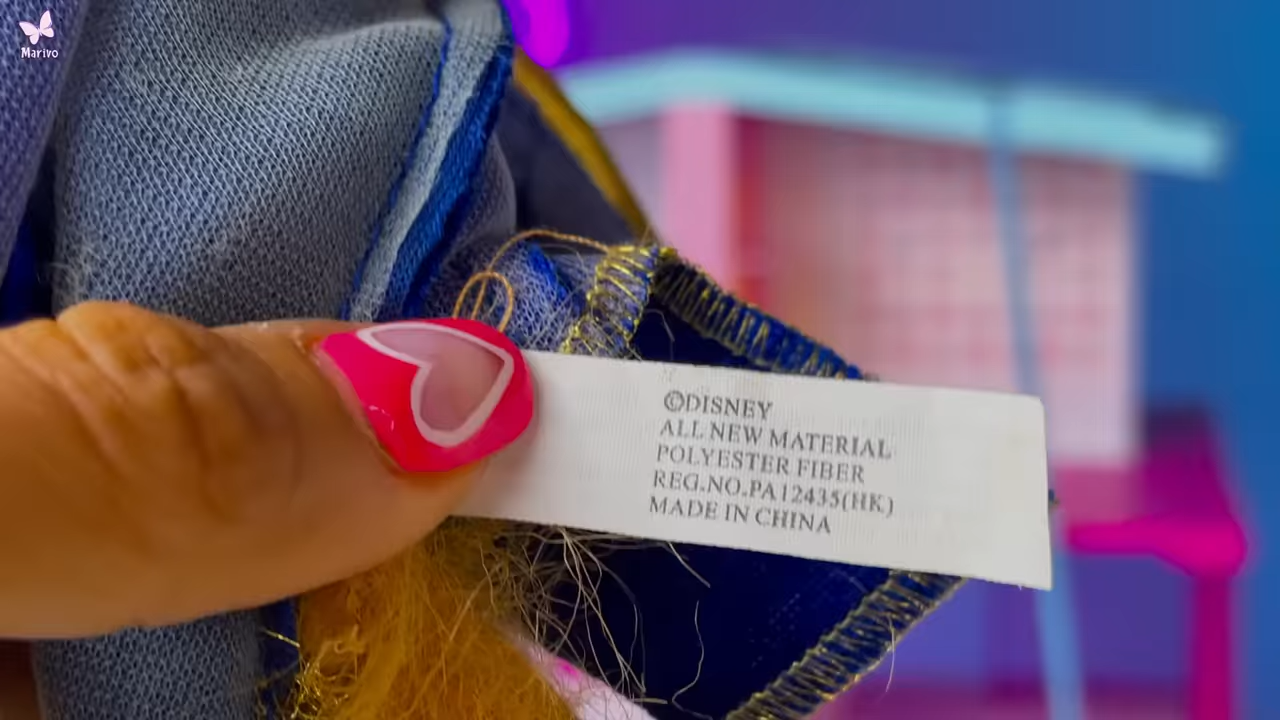 Marivo
©DISNEY
ALL NEW MATERIAL
POLYESTER FIBER
REG.NO.PA12435(HK)
MADE IN CHINA